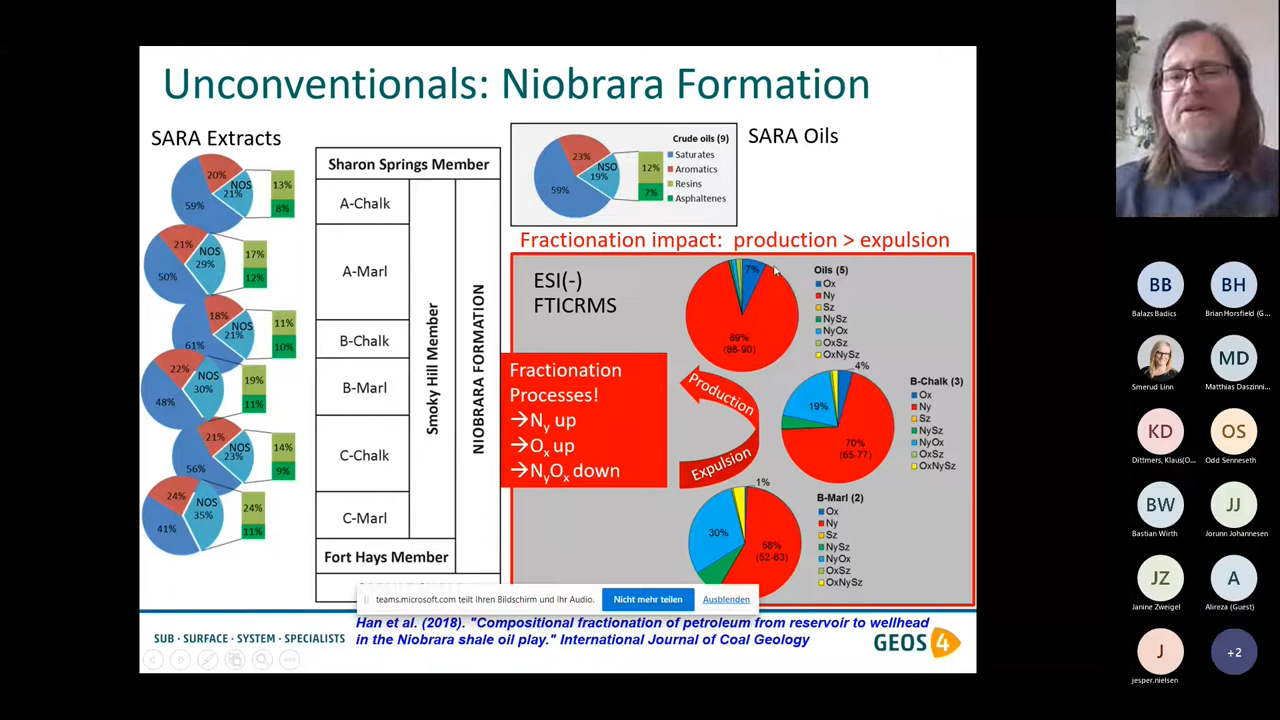 Unconventionals: Niobrara Formation
SARA Extracts
20%
NOS
21%
59%
13%
8%
21%
NOS
29%
50%
17%
12%
18%
NOS
21%
61%
11%
10%
22%
NOS
30%
48%
19%
11%
21%
NOS
23%
56%
14%
9%
24%
NOS
35%
41%
24%
11%
Sharon Springs Member
A-Chalk
A-Marl
B-Chalk
B-Marl
C-Chalk
C-Marl
Smoky Hill Member
NIOBRARA FORMATION
Fort Hays Member
23%
NSO
19%
59%
12%
7%
Crude oils (9)
Saturates
Aromatics
Resins
Asphaltenes
SARA Oils
Fractionation impact: production > expulsion
ESI(-)
FTICRMS
7%
89%
(88-90)
Oils (5)
Ox
Ny
Sz
NySz
NyOx
OxSz
OxNySz
Fractionation
Processes!
→Ny up
→Ox up
→NyOx down
Production
Expulsion
4%
19%
70%
(65-77)
B-Chalk (3)
Ox
Ny
Sz
NySz
NyOx
OxSz
OxNySz
1%
30%
58%
(52-63)
B-Marl (2)
Ox
Ny
Sz
NySz
NyOx
OxSz
OxNySz
teams.microsoft.com teilt Ihren Bildschirm und Ihr Audio.
Nicht mehr teilen
Ausblenden
Han et al. (2018). "Compositional fractionation of petroleum from reservoir to wellhead
in the Niobrara shale oil play." International Journal of Coal Geology
SUB · SURFACE · SYSTEM · SPECIALISTS
GEOS4
BB
Balazs Badics
BH
Brian Horsfield (G...
Smerud Linn
MD
Matthias Daszinni...
KD
Dittmers, Klaus(O...
OS
Odd Senneseth
BW
Bastian Wirth
JJ
Jorunn Johannesen
JZ
Janine Zweigel
A
Alireza (Guest)
J
jesper.nielsen
+2